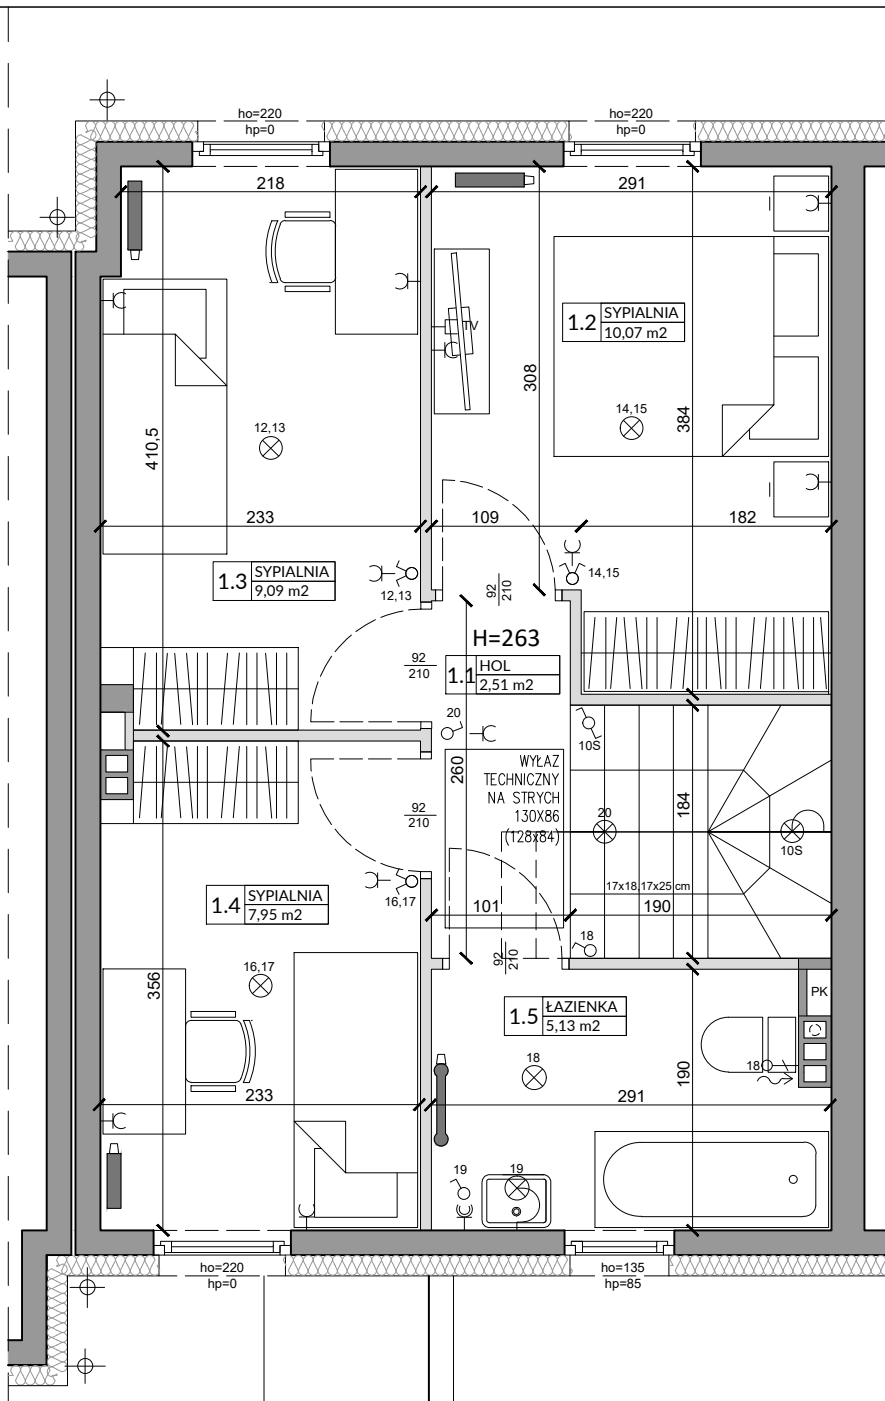 ho=220
hp=0
ho=220
hp=0
218
291
1.2
SYPIALNIA
10,07 m2
TV
308
384
14,15
12,13
410,5
233
109
182
1.3
SYPIALNIA
9,09 m2
12,13
14,15
92
210
H=263
1.1
HOL
2,51 m2
92
210
20
10S
260
WYŁAZ
TECHNICZNY
NA STRYCH
130X86
(128x84)
184
20
10S
92
210
17x18,17x25 cm
16,17
1.4
SYPIALNIA
7,95 m2
101
190
18
92
210
356
16,17
1.5
ŁAZIENKA
5,13 m2
PK
18
18
190
233
291
19
19
ho=220
hp=0
ho=135
hp=85